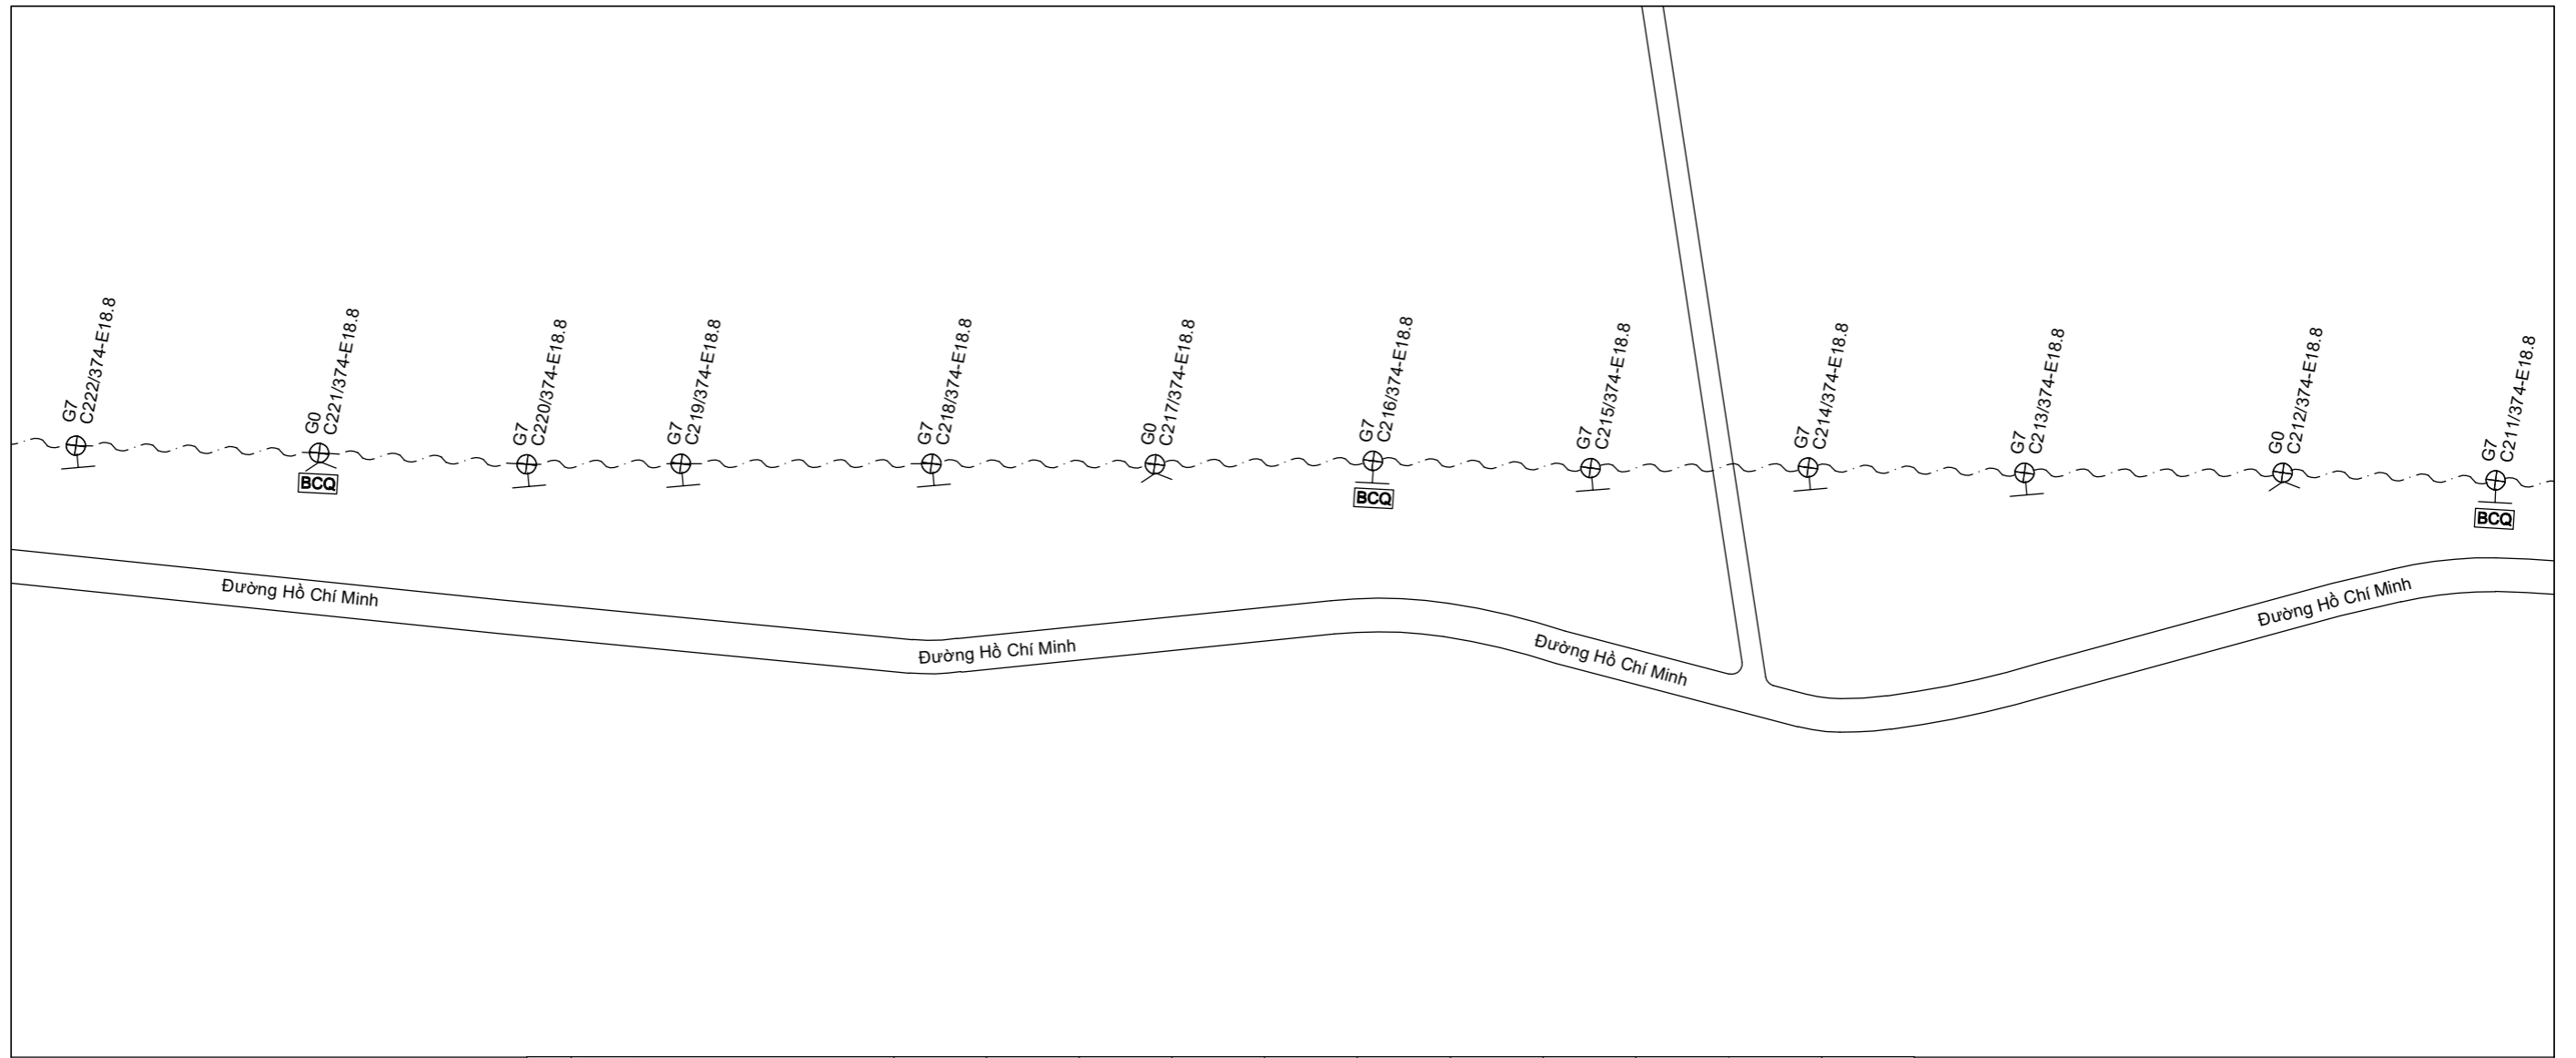 G7
C222/374-E18.8
G0
C221/374-E18.8
BCQ
G7
C220/374-E18.8
G7
C219/374-E18.8
G7
C218/374-E18.8
G0
C217/374-E18.8
G7
C216/374-E18.8
BCQ
G7
C215/374-E18.8
G7
C214/374-E18.8
G7
C213/374-E18.8
G0
C212/374-E18.8
G7
C211/374-E18.8
BCQ
Đường Hồ Chí Minh
Đường Hồ Chí Minh
Đường Hồ Chí Minh
Đường Hồ Chí Minh